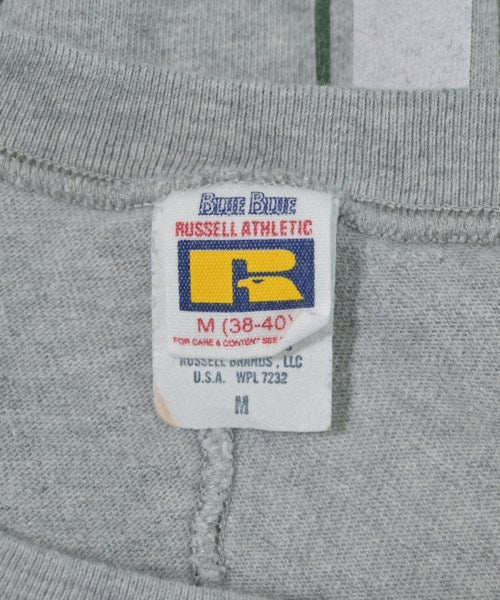 BLUE BLUE
RUSSELL ATHLETIC
R
M (38-40)
FOR CARE & CONTENT SEE
RUSSELL BRANDS, LLC
U.S.A. WPL 7232
M